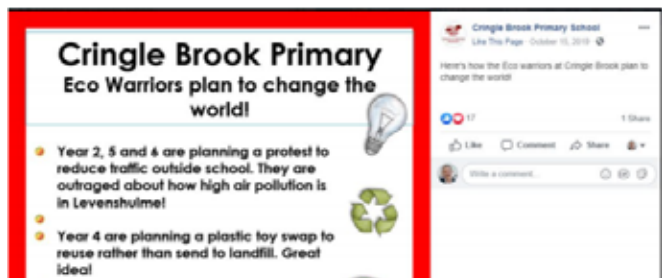 Cringle Brook Primary
Eco Warriors plan to change the
world!
Year 2, 5 and 6 are planning a protest to
reduce traffic outside school. They are
outraged about how high air pollution is
in Levenshulme!
Year 4 are planning a plastic toy swap to
reuse rather than send to landfill. Great
idea!
Cringle Brook Primary School
Like This Page · October 15, 2019
Here's how the Eco warriors at Cringle Brook plan to
change the world!
17
1 Share
Like Comment Share
Write a comment...